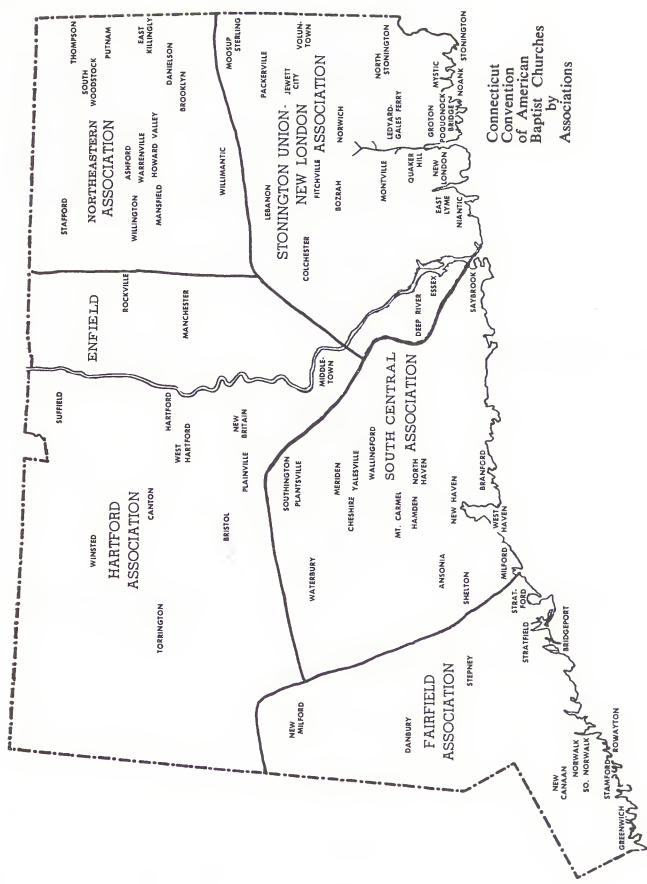 Connecticut
Convention
of American
Baptist Churches
by
Associations
HARTFORD
ASSOCIATION
WINSTED
CANTON
TORRINGTON
SUFFIELD
WEST
HARTFORD
HARTFORD
NEW
BRITAIN
PLAINVILLE
BRISTOL
ENFIELD
ROCKVILLE
MANCHESTER
MIDDLE-
TOWN
DEEP RIVER
ESSEX
NORTHEASTERN
ASSOCIATION
STAFFORD
THOMPSON
SOUTH
WOODSTOCK
PUTNAM
EAST
KILLINGLY
DANIELSON
BROOKLYN
ASHFORD
WARRENVILLE
WILLINGTON
MANSFIELD
HOWARD VALLEY
WILLIMANTIC
STONINGTON UNION-
NEW LONDON
ASSOCIATION
MOOSUP
STERLING
PACKERVILLE
JEWETT
CITY
VOLUN-
TOWN
LEBANON
FITCHVILLE
NORWICH
BOZRAH
COLCHESTER
NORTH
STONINGTON
LEDYARD-
GALES FERRY
MONTVILLE
QUAKER
HILL
GROTON
POQUONOCK
BRIDGE
MYSTIC
NOANK
STONINGTON
NEW
LONDON
EAST
LYME
NIANTIC
SAYBROOK
SOUTH CENTRAL
ASSOCIATION
SOUTHINGTON
PLANTSVILLE
WATERBURY
MERIDEN
CHESHIRE
YALESVILLE
WALLINGFORD
MT. CARMEL
HAMDEN
NORTH
HAVEN
ANSONIA
SHELTON
NEW HAVEN
WEST
HAVEN
BRANFORD
MILFORD
FAIRFIELD
ASSOCIATION
NEW
MILFORD
DANBURY
STEPNEY
STRAT-
FORD
STRATFIELD
BRIDGEPORT
NEW
CANAAN
NORWALK
SO. NORWALK
STAMFORD
ROWAYTON
GREENWICH